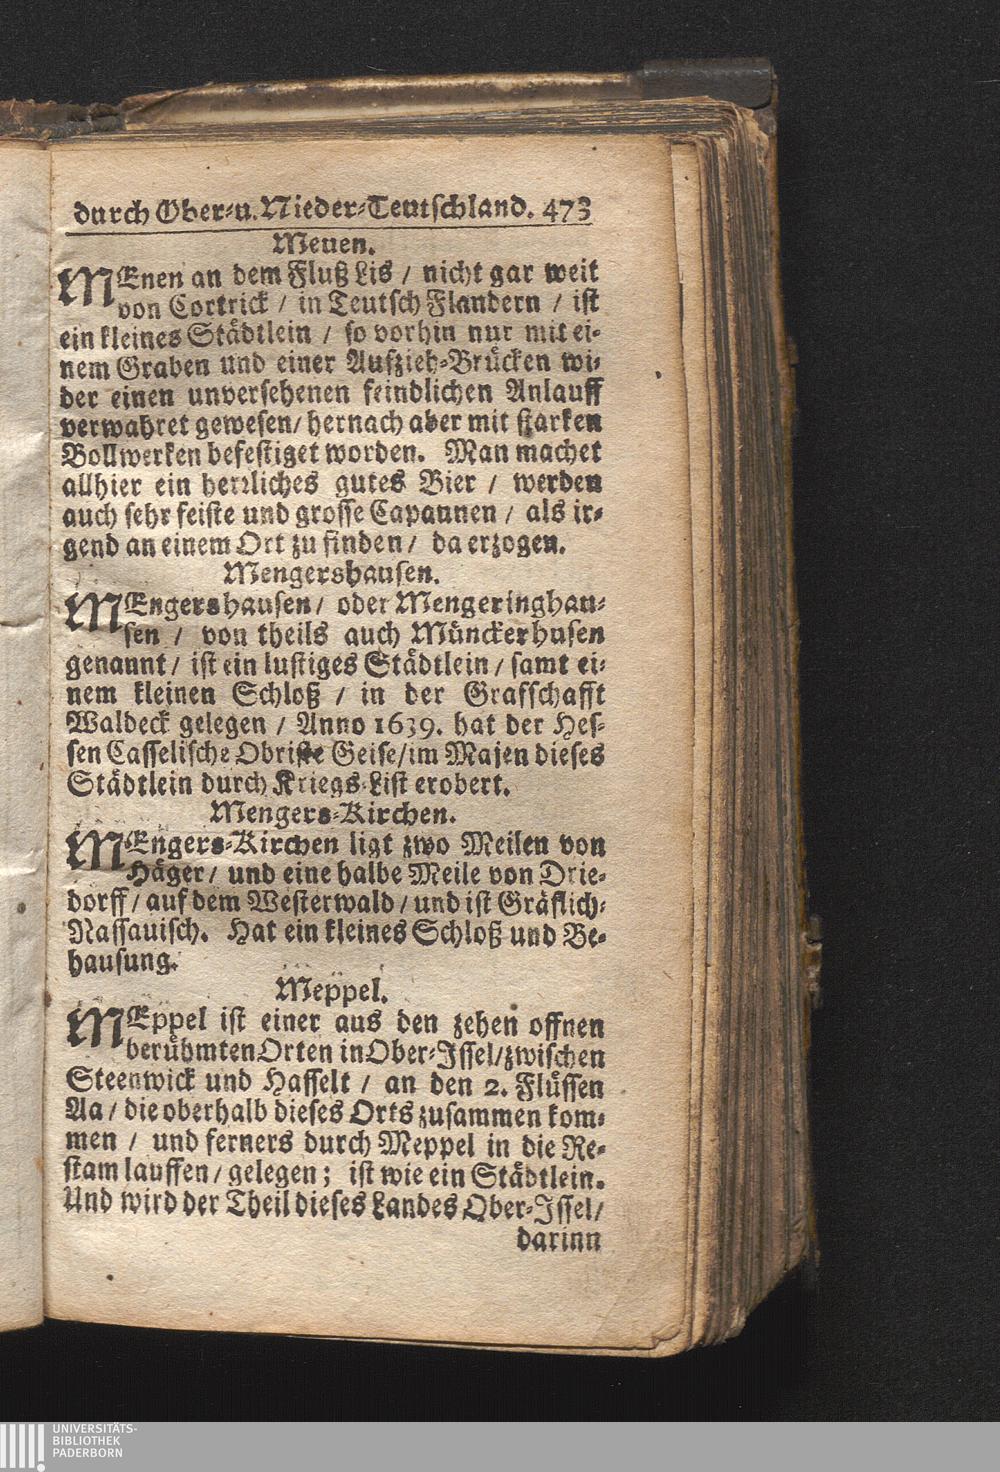 durch Ober-u. Nieder-Teutschland. 473
Meuen.
MEnen an dem Fluß Lis / nicht gar weit
von Cortrick / in Teutsch Flandern / ist
ein kleines Städtlein / so vorhin nur mit ei-
nem Graben und einer Aufzieh-Brücken wi-
der einen unversehenen feindlichen Anlauff
verwahret gewesen / hernach aber mit starken
Bollwerken befestiget worden. Man machet
allhier ein herrliches gutes Bier / werden
auch sehr feiste und grosse Capaunen / als ir-
gend an einem Ort zu finden / da erzogen.
Mengershausen.
MEngershausen / oder Mengeringhau-
sen / von theils auch Münckerhusen
genannt / ist ein lustiges Städtlein / samt ei-
nem kleinen Schloß / in der Grafschafft
Waldeck gelegen / Anno 1639. hat der Hes-
sen Casselische Obriste Geise / im Majen dieses
Städtlein durch Kriegs-List erobert.
Mengers-Kirchen.
MEngers-Kirchen ligt zwo Meilen von
Häger / und eine halbe Meile von Drie-
dorff / auf dem Westerwald / und ist Gräflich-
Nassauisch. Hat ein kleines Schloß und Be-
hausung.
Meppel.
MEppel ist einer aus den zehen offnen
berühmten Orten in Ober-Issel / zwischen
Steenwick und Hasselt / an den 2. Flüssen
Aa / die oberhalb dieses Orts zusammen kom-
men / und ferners durch Meppel in die Re-
stam lauffen / gelegen; ist wie ein Städtlein.
Und wird der Theil dieses Landes Ober-Issel /
darinn
UNIVERSITÄTS-
BIBLIOTHEK
PADERBORN